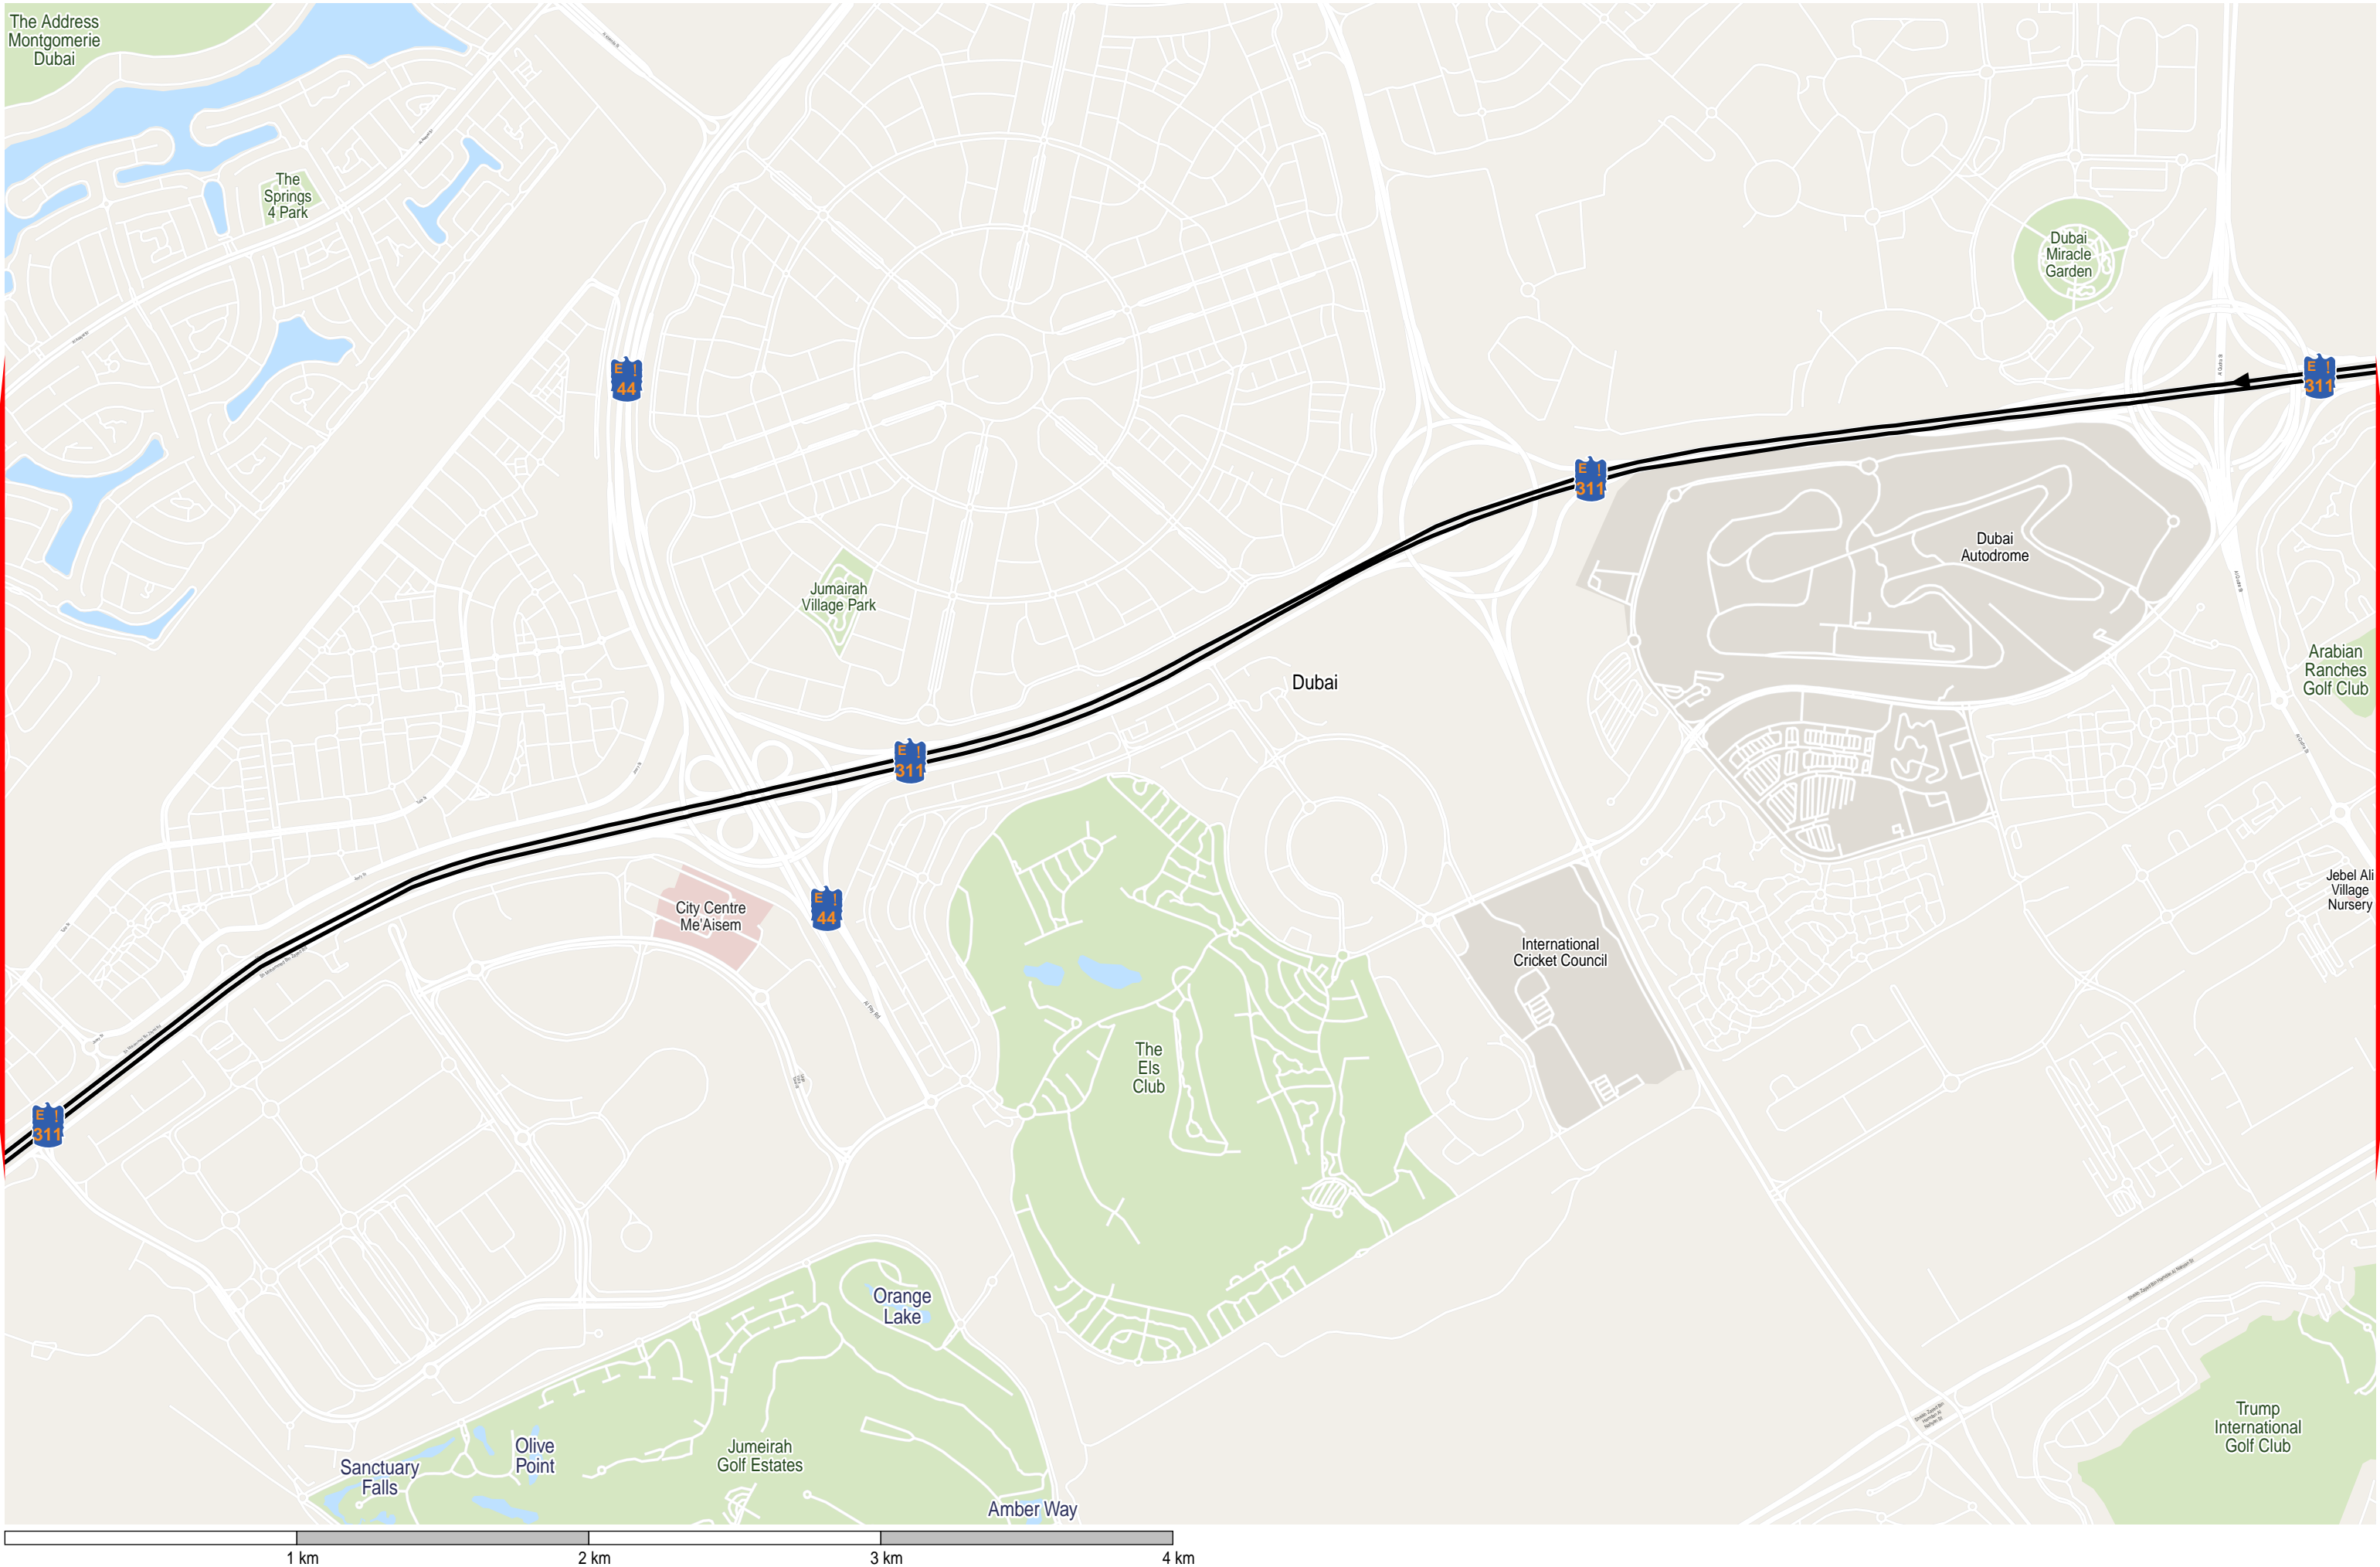 The Address
Montgomerie
Dubai
The
Springs
4 Park
Dubai
Miracle
Garden
E !
44
E !
311
E !
311
Dubai
Autodrome
Jumairah
Village Park
Arabian
Ranches
Golf Club
Dubai
E !
311
Jebel Ali
Village
Nursery
City Centre
Me'Aisem
E !
44
International
Cricket Council
Al Fay Rd
The
Els
Club
E !
311
Orange
Lake
Trump
International
Golf Club
Olive
Point
Jumeirah
Golf Estates
Sanctuary
Falls
Amber Way
1 km
2 km
3 km
4 km